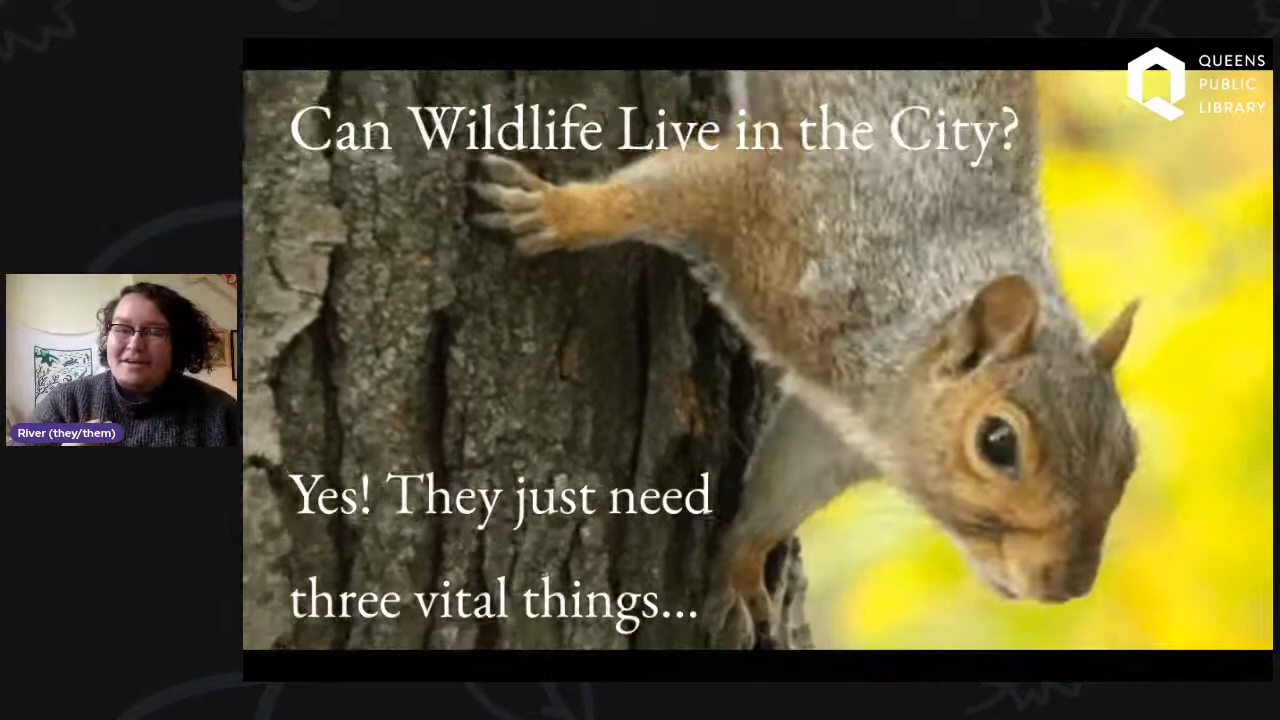 Can Wildlife Live in the City?
QUEENS
PUBLIC
LIBRARY
River (they/them)
Yes! They just need
three vital things...